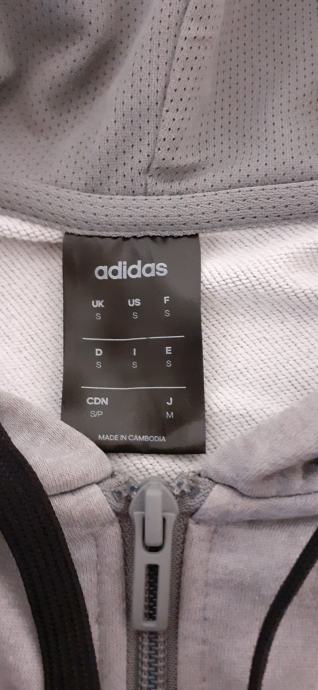 adidas
UK US F
S S S
D I E
S S S
CDN J
S/P M
MADE IN CAMBODIA